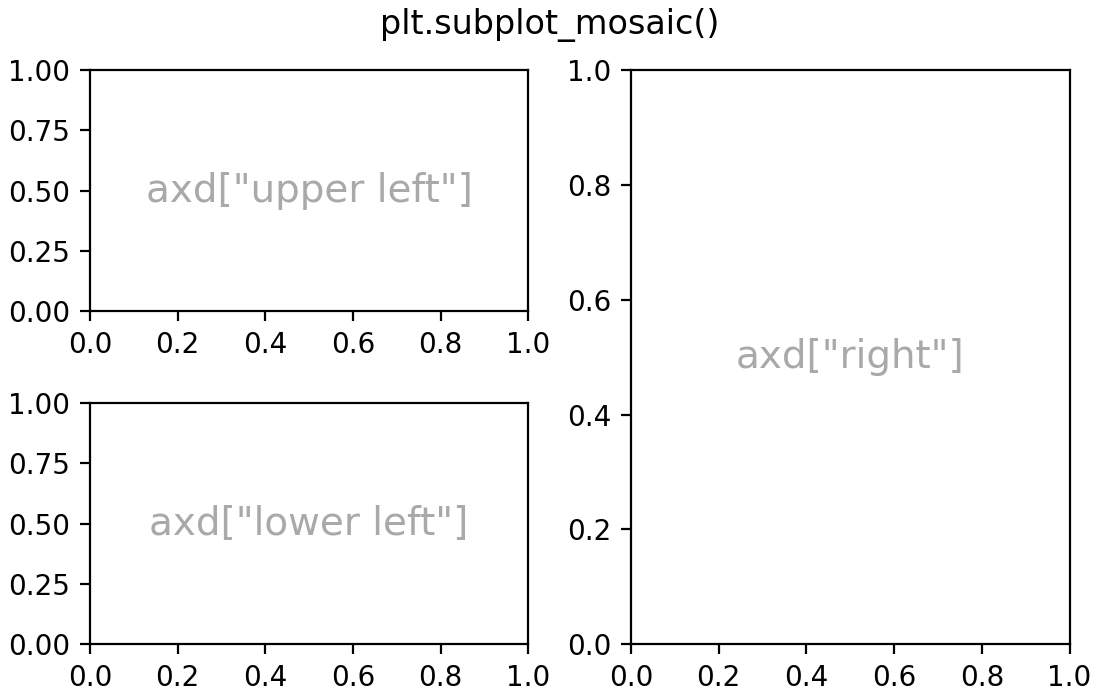 plt.subplot_mosaic()
1.00
0.75
0.50
0.25
0.00
axd["upper left"]
0.0 0.2 0.4 0.6 0.8 1.0
1.00
0.75
0.50
0.25
0.00
axd["lower left"]
0.0 0.2 0.4 0.6 0.8 1.0
1.0
0.8
0.6
0.4
0.2
0.0
axd["right"]
0.0 0.2 0.4 0.6 0.8 1.0